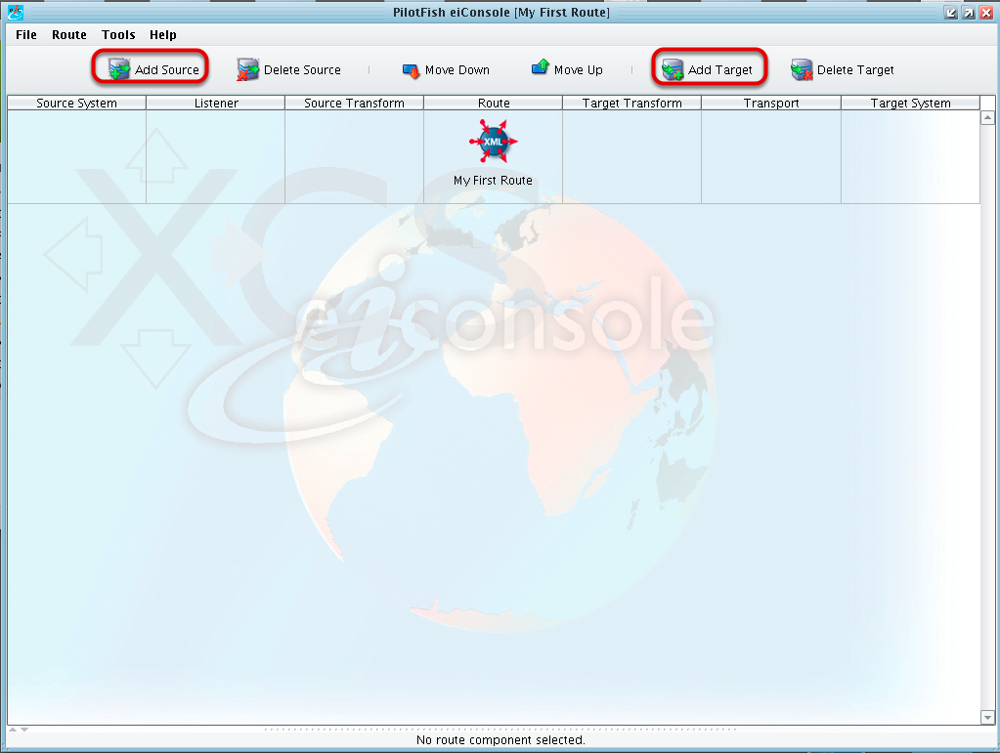 PilotFish eiConsole [My First Route]
File Route Tools Help
Add Source Delete Source Move Down Move Up Add Target Delete Target
Source System Listener Source Transform Route Target Transform Transport Target System
XML
My First Route
XCS
eiconsole
No route component selected.